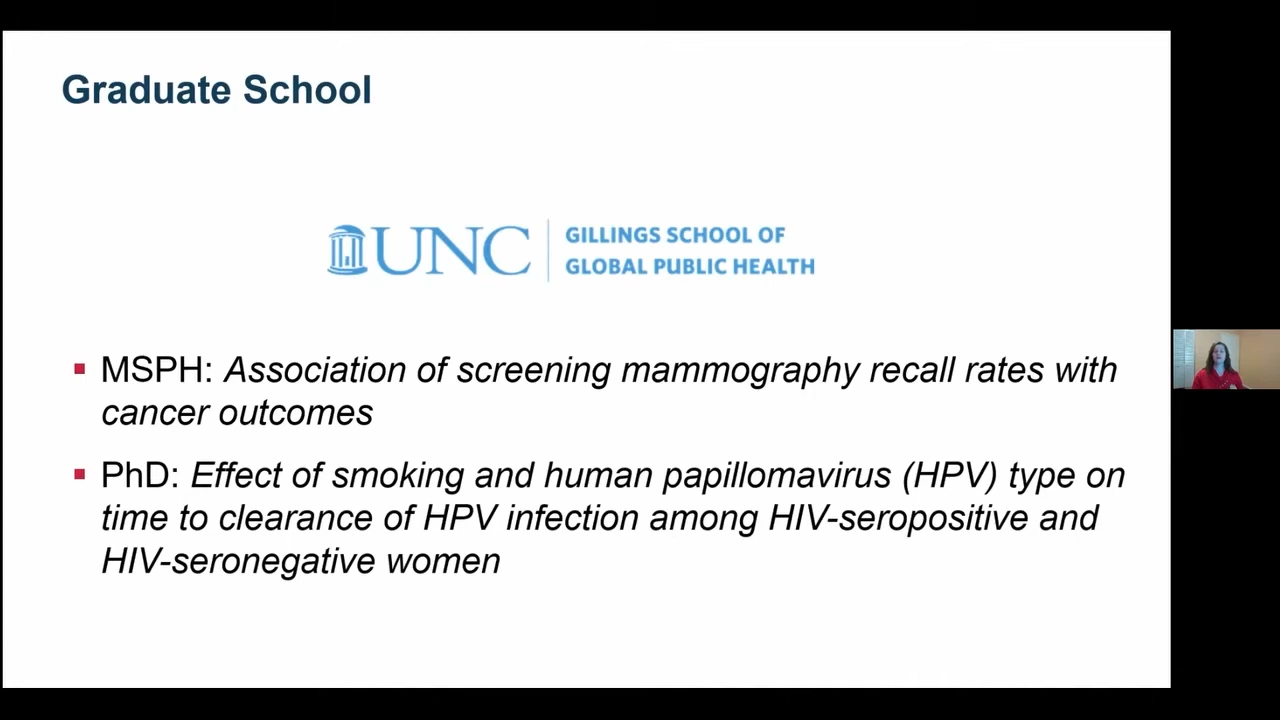 Graduate School
UNC
GILLINGS SCHOOL OF
GLOBAL PUBLIC HEALTH
▪ MSPH: Association of screening mammography recall rates with
cancer outcomes
▪ PhD: Effect of smoking and human papillomavirus (HPV) type on
time to clearance of HPV infection among HIV-seropositive and
HIV-seronegative women